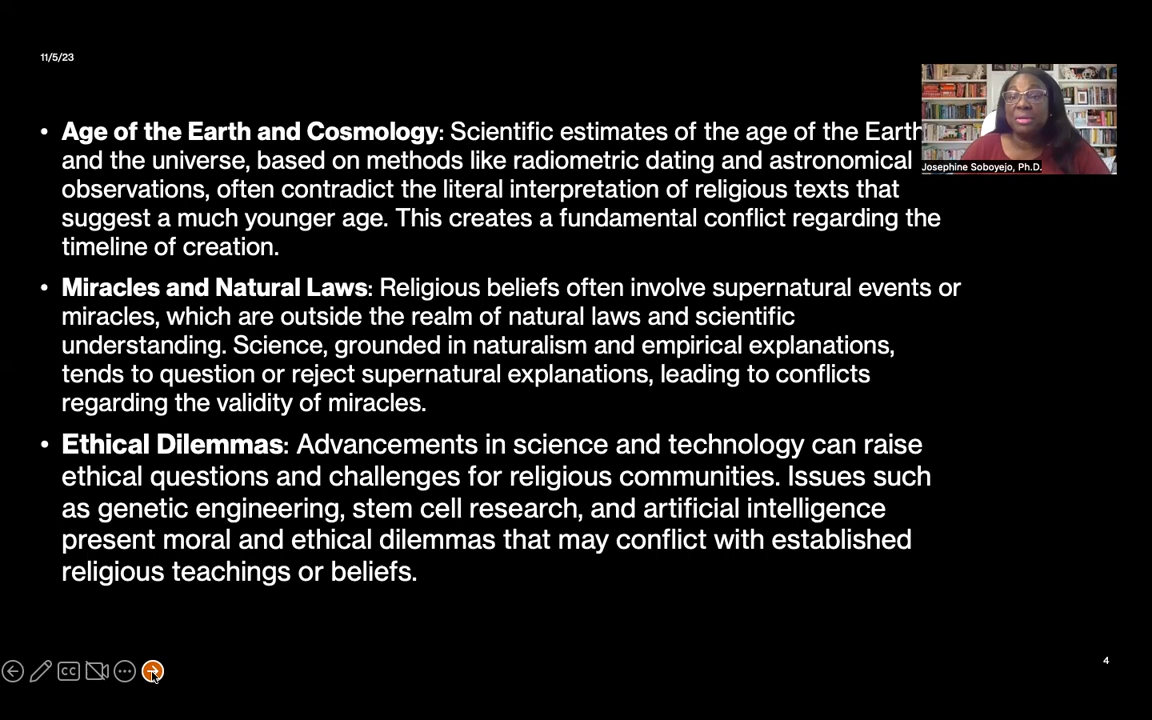 11/5/23
• Age of the Earth and Cosmology: Scientific estimates of the age of the Earth
and the universe, based on methods like radiometric dating and astronomical
observations, often contradict the literal interpretation of religious texts that
suggest a much younger age. This creates a fundamental conflict regarding the
timeline of creation.
• Miracles and Natural Laws: Religious beliefs often involve supernatural events or
miracles, which are outside the realm of natural laws and scientific
understanding. Science, grounded in naturalism and empirical explanations,
tends to question or reject supernatural explanations, leading to conflicts
regarding the validity of miracles.
• Ethical Dilemmas: Advancements in science and technology can raise
ethical questions and challenges for religious communities. Issues such
as genetic engineering, stem cell research, and artificial intelligence
present moral and ethical dilemmas that may conflict with established
religious teachings or beliefs.
Josephine Soboyejo, Ph.D.
CC
4